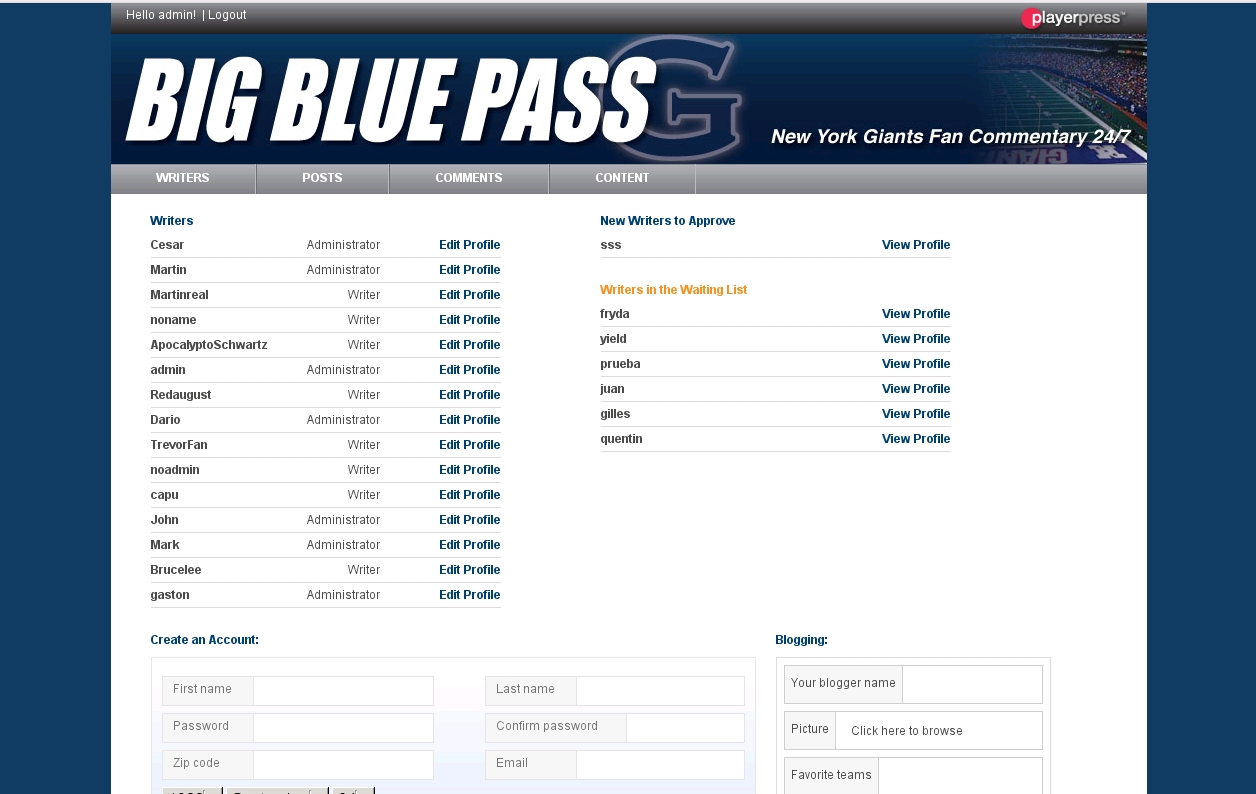 Hello admin! | Logout
playerpress™
BIG BLUE PASS
G
New York Giants Fan Commentary 24/7
WRITERS POSTS COMMENTS CONTENT
Writers
Cesar Administrator Edit Profile
Martin Administrator Edit Profile
Martinreal Writer Edit Profile
noname Writer Edit Profile
ApocalyptoSchwartz Writer Edit Profile
admin Administrator Edit Profile
Redaugust Writer Edit Profile
Dario Administrator Edit Profile
TrevorFan Writer Edit Profile
noadmin Writer Edit Profile
capu Writer Edit Profile
John Administrator Edit Profile
Mark Administrator Edit Profile
Brucelee Writer Edit Profile
gaston Administrator Edit Profile
New Writers to Approve
sss View Profile
Writers in the Waiting List
fryda View Profile
yield View Profile
prueba View Profile
juan View Profile
gilles View Profile
quentin View Profile
Create an Account:
First name Last name
Password Confirm password
Zip code Email
Blogging:
Your blogger name
Picture Click here to browse
Favorite teams